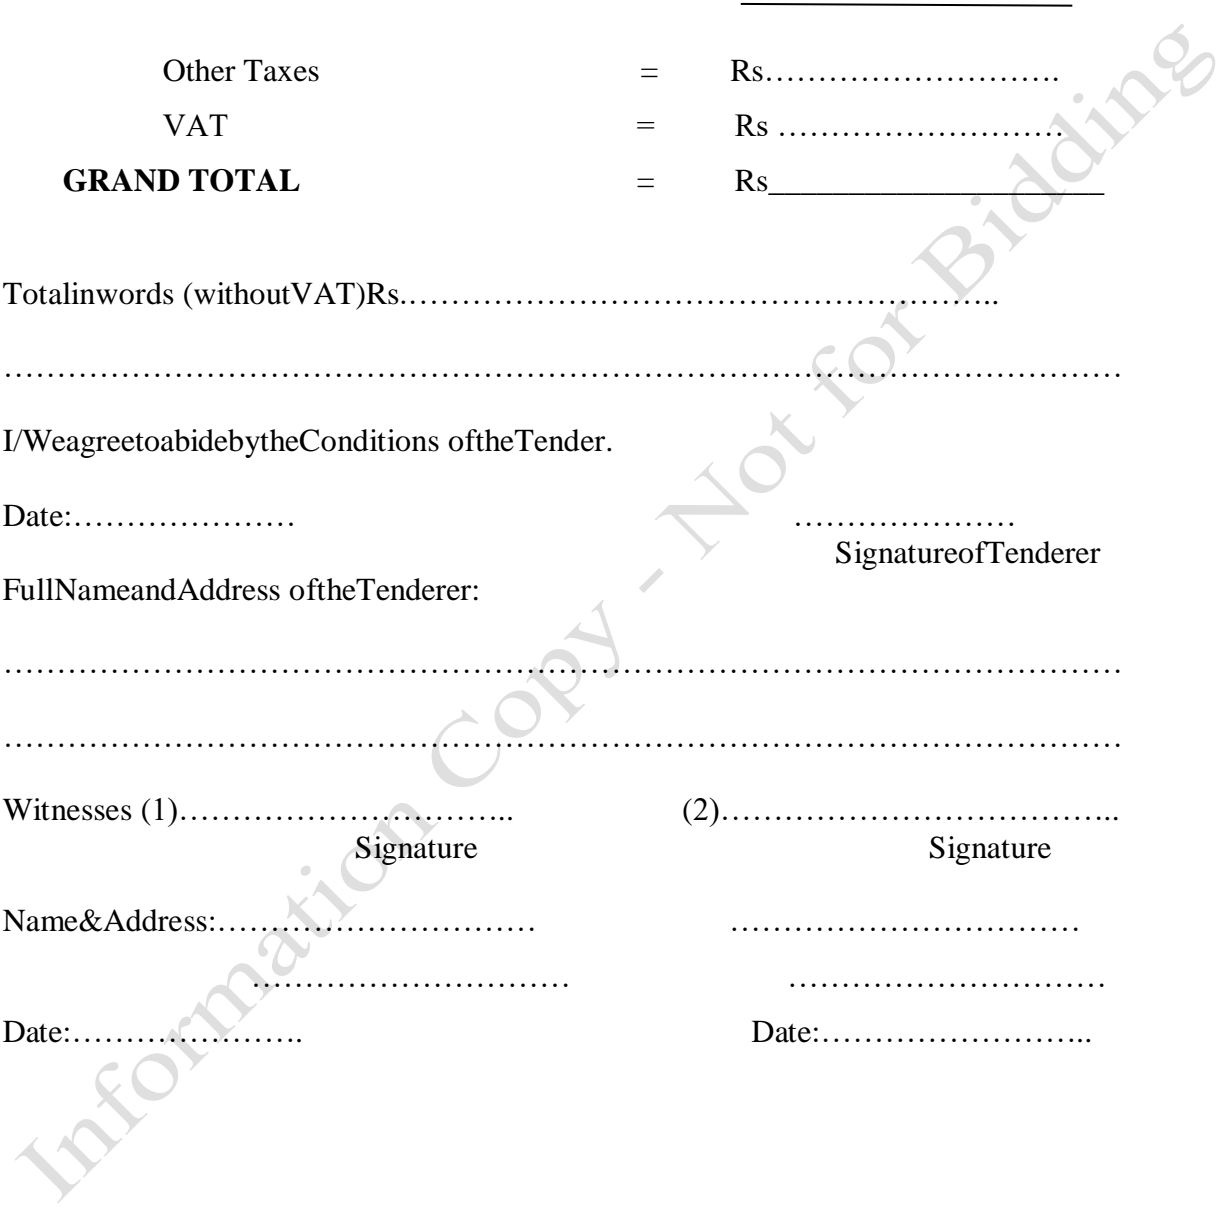 Other Taxes = Rs……………………….
VAT = Rs ………………………
GRAND TOTAL = Rs_____________________
Totalinwords (withoutVAT)Rs.………………………………………………..
……………………………………………………………………………………………
I/WeagreetoabidebytheConditions oftheTender.
Date:………………… …………………
SignatureofTenderer
FullNameandAddress oftheTenderer:
……………………………………………………………………………………………
……………………………………………………………………………………………
Witnesses (1)………………………….. (2)………………………………..
Signature Signature
Name&Address:………………………… ……………………………
………………………… …………………………
Date:…………………. Date:……………………..
Information Copy - Not for Bidding